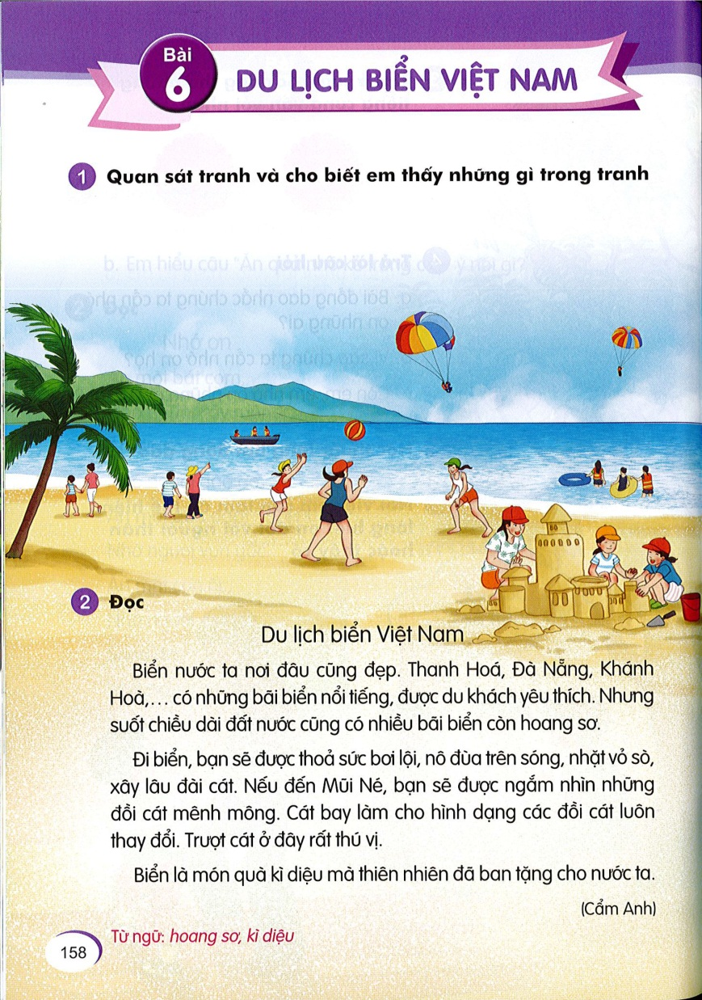 Bài
6
DU LỊCH BIỂN VIỆT NAM
1 Quan sát tranh và cho biết em thấy những gì trong tranh
2 Đọc
Du lịch biển Việt Nam
Biển nước ta nơi đâu cũng đẹp. Thanh Hoá, Đà Nẵng, Khánh
Hoà,... có những bãi biển nổi tiếng, được du khách yêu thích. Nhưng
suốt chiều dài đất nước cũng có nhiều bãi biển còn hoang sơ.
Đi biển, bạn sẽ được thoả sức bơi lội, nô đùa trên sóng, nhặt vỏ sò,
xây lâu đài cát. Nếu đến Mũi Né, bạn sẽ được ngắm nhìn những
đồi cát mênh mông. Cát bay làm cho hình dạng các đồi cát luôn
thay đổi. Trượt cát ở đây rất thú vị.
Biển là món quà kì diệu mà thiên nhiên đã ban tặng cho nước ta.
(Cẩm Anh)
Từ ngữ: hoang sơ, kì diệu
158